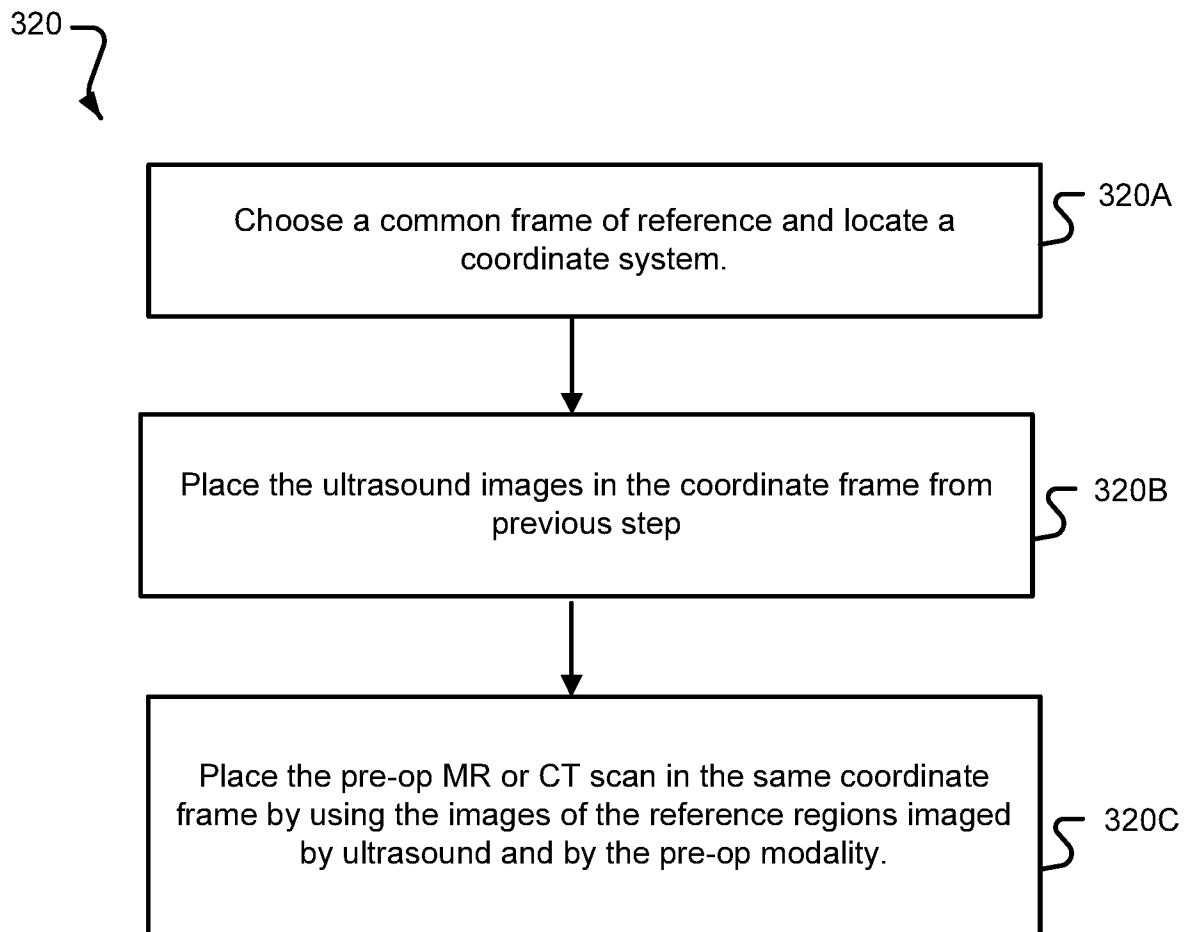 320
Choose a common frame of reference and locate a
coordinate system.
320A
Place the ultrasound images in the coordinate frame from
previous step
320B
Place the pre-op MR or CT scan in the same coordinate
frame by using the images of the reference regions imaged
by ultrasound and by the pre-op modality.
320C